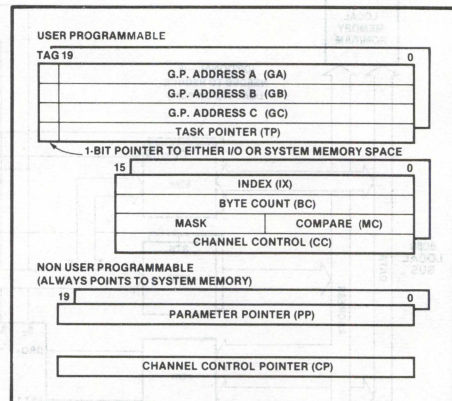 USER PROGRAMMABLE
TAG 19 0
G.P. ADDRESS A (GA)
G.P. ADDRESS B (GB)
G.P. ADDRESS C (GC)
TASK POINTER (TP)
1-BIT POINTER TO EITHER I/O OR SYSTEM MEMORY SPACE
15 0
INDEX (IX)
BYTE COUNT (BC)
MASK COMPARE (MC)
CHANNEL CONTROL (CC)
NON USER PROGRAMMABLE
(ALWAYS POINTS TO SYSTEM MEMORY)
19 0
PARAMETER POINTER (PP)
CHANNEL CONTROL POINTER (CP)